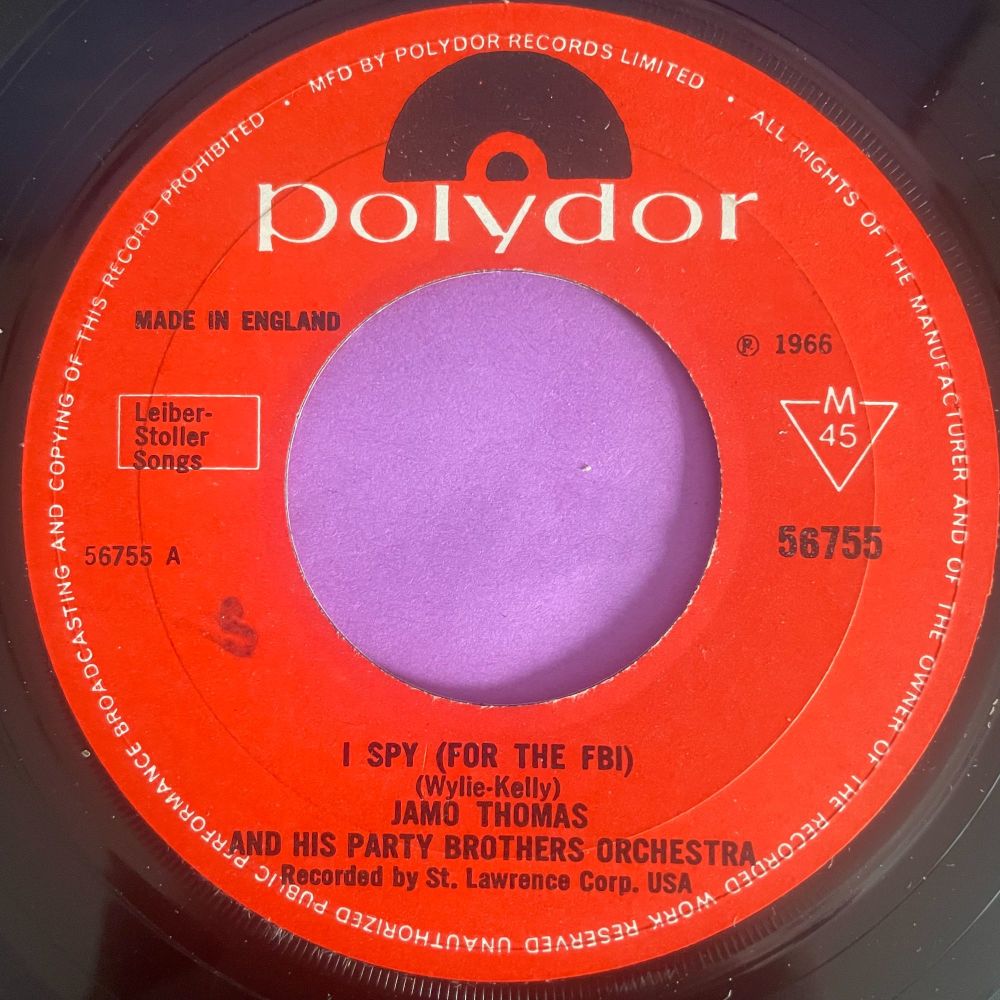 MFD BY POLYDOR RECORDS LIMITED • ALL RIGHTS OF THE MANUFACTURER AND OF THE OWNER OF THE RECORDED WORK RESERVED UNAUTHORIZED PUBLIC PERFORMANCE BROADCASTING AND COPYING OF THIS RECORD PROHIBITED •
polydor
MADE IN ENGLAND
℗ 1966
Leiber-
Stoller
Songs
M
45
56755 A
56755
S
I SPY (FOR THE FBI)
(Wylie-Kelly)
JAMO THOMAS
AND HIS PARTY BROTHERS ORCHESTRA
Recorded by St. Lawrence Corp. USA